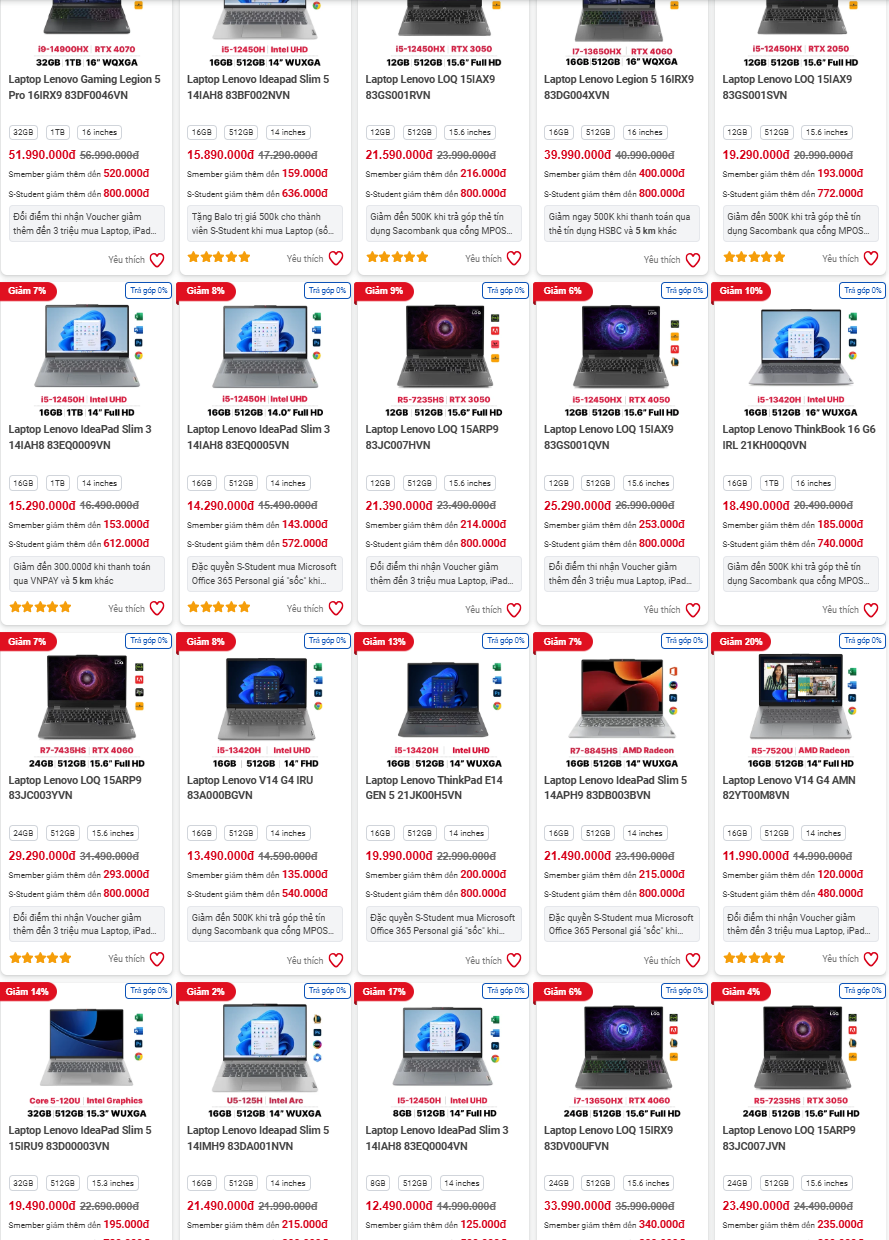 i9-14900HX | RTX 4070
32GB | 1TB | 16” WQXGA
Laptop Lenovo Gaming Legion 5
Pro 16IRX9 83DF0046VN
32GB 1TB 16 inches
51.990.000đ 56.990.000đ
Smember giảm thêm đến 520.000đ
S-Student giảm thêm đến 800.000đ
Đổi điểm thi nhận Voucher giảm
thêm đến 3 triệu mua Laptop, iPad...
Yêu thích
i5-12450H | Intel UHD
16GB | 512GB | 14” WUXGA
Laptop Lenovo Ideapad Slim 5
14IAH8 83BF002NVN
16GB 512GB 14 inches
15.890.000đ 17.290.000đ
Smember giảm thêm đến 159.000đ
S-Student giảm thêm đến 636.000đ
Tặng Balo trị giá 500k cho thành
viên S-Student khi mua Laptop (số...
Yêu thích
i5-12450HX | RTX 3050
12GB | 512GB | 15.6” Full HD
Laptop Lenovo LOQ 15IAX9
83GS001RVN
12GB 512GB 15.6 inches
21.590.000đ 23.990.000đ
Smember giảm thêm đến 216.000đ
S-Student giảm thêm đến 800.000đ
Giảm đến 500K khi trả góp thẻ tín
dụng Sacombank qua cổng MPOS...
Yêu thích
i7-13650HX | RTX 4060
16GB | 512GB | 16” WQXGA
Laptop Lenovo Legion 5 16IRX9
83DG004XVN
16GB 512GB 16 inches
39.990.000đ 40.990.000đ
Smember giảm thêm đến 400.000đ
S-Student giảm thêm đến 800.000đ
Giảm ngay 500K khi thanh toán qua
thẻ tín dụng HSBC và 5 km khác
Yêu thích
i5-12450HX | RTX 2050
12GB | 512GB | 15.6” Full HD
Laptop Lenovo LOQ 15IAX9
83GS001SVN
12GB 512GB 15.6 inches
19.290.000đ 20.990.000đ
Smember giảm thêm đến 193.000đ
S-Student giảm thêm đến 772.000đ
Giảm đến 500K khi trả góp thẻ tín
dụng Sacombank qua cổng MPOS...
Yêu thích
Giảm 7% Trả góp 0%
i5-12450H | Intel UHD
16GB | 1TB | 14” Full HD
Laptop Lenovo IdeaPad Slim 3
14IAH8 83EQ0009VN
16GB 1TB 14 inches
15.290.000đ 16.490.000đ
Smember giảm thêm đến 153.000đ
S-Student giảm thêm đến 612.000đ
Giảm đến 300.000đ khi thanh toán
qua VNPAY và 5 km khác
Yêu thích
Giảm 8% Trả góp 0%
i5-12450H | Intel UHD
16GB | 512GB | 14.0” Full HD
Laptop Lenovo IdeaPad Slim 3
14IAH8 83EQ0005VN
16GB 512GB 14 inches
14.290.000đ 15.490.000đ
Smember giảm thêm đến 143.000đ
S-Student giảm thêm đến 572.000đ
Đặc quyền S-Student mua Microsoft
Office 365 Personal giá "sốc" khi...
Yêu thích
Giảm 9% Trả góp 0%
R5-7235HS | RTX 3050
12GB | 512GB | 15.6” Full HD
Laptop Lenovo LOQ 15ARP9
83JC007HVN
12GB 512GB 15.6 inches
21.390.000đ 23.490.000đ
Smember giảm thêm đến 214.000đ
S-Student giảm thêm đến 800.000đ
Đổi điểm thi nhận Voucher giảm
thêm đến 3 triệu mua Laptop, iPad...
Yêu thích
Giảm 6% Trả góp 0%
i5-12450HX | RTX 4050
12GB | 512GB | 15.6” Full HD
Laptop Lenovo LOQ 15IAX9
83GS001QVN
12GB 512GB 15.6 inches
25.290.000đ 26.990.000đ
Smember giảm thêm đến 253.000đ
S-Student giảm thêm đến 800.000đ
Đổi điểm thi nhận Voucher giảm
thêm đến 3 triệu mua Laptop, iPad...
Yêu thích
Giảm 10% Trả góp 0%
i5-13420H | Intel UHD
16GB | 512GB | 16” WUXGA
Laptop Lenovo ThinkBook 16 G6
IRL 21KH00Q0VN
16GB 1TB 16 inches
18.490.000đ 20.490.000đ
Smember giảm thêm đến 185.000đ
S-Student giảm thêm đến 740.000đ
Giảm đến 500K khi trả góp thẻ tín
dụng Sacombank qua cổng MPOS...
Yêu thích
Giảm 7% Trả góp 0%
R7-7435HS | RTX 4060
24GB | 512GB | 15.6” Full HD
Laptop Lenovo LOQ 15ARP9
83JC003YVN
24GB 512GB 15.6 inches
29.290.000đ 31.490.000đ
Smember giảm thêm đến 293.000đ
S-Student giảm thêm đến 800.000đ
Đổi điểm thi nhận Voucher giảm
thêm đến 3 triệu mua Laptop, iPad...
Yêu thích
Giảm 8% Trả góp 0%
i5-13420H | Intel UHD
16GB | 512GB | 14” FHD
Laptop Lenovo V14 G4 IRU
83A000BGVN
16GB 512GB 14 inches
13.490.000đ 14.590.000đ
Smember giảm thêm đến 135.000đ
S-Student giảm thêm đến 540.000đ
Giảm đến 500K khi trả góp thẻ tín
dụng Sacombank qua cổng MPOS...
Yêu thích
Giảm 13% Trả góp 0%
i5-13420H | Intel UHD
16GB | 512GB | 14” WUXGA
Laptop Lenovo ThinkPad E14
GEN 5 21JK00H5VN
16GB 512GB 14 inches
19.990.000đ 22.990.000đ
Smember giảm thêm đến 200.000đ
S-Student giảm thêm đến 800.000đ
Đặc quyền S-Student mua Microsoft
Office 365 Personal giá "sốc" khi...
Yêu thích
Giảm 7% Trả góp 0%
R7-8845HS | AMD Radeon
16GB | 512GB | 14” WUXGA
Laptop Lenovo IdeaPad Slim 5
14APH9 83DB003BVN
16GB 512GB 14 inches
21.490.000đ 23.190.000đ
Smember giảm thêm đến 215.000đ
S-Student giảm thêm đến 800.000đ
Đặc quyền S-Student mua Microsoft
Office 365 Personal giá "sốc" khi...
Yêu thích
Giảm 20% Trả góp 0%
R5-7520U | AMD Radeon
16GB | 512GB | 14” Full HD
Laptop Lenovo V14 G4 AMN
82YT00M8VN
16GB 512GB 14 inches
11.990.000đ 14.990.000đ
Smember giảm thêm đến 120.000đ
S-Student giảm thêm đến 480.000đ
Đổi điểm thi nhận Voucher giảm
thêm đến 3 triệu mua Laptop, iPad...
Yêu thích
Giảm 14% Trả góp 0%
Core 5-120U | Intel Graphics
32GB | 512GB | 15.3” WUXGA
Laptop Lenovo IdeaPad Slim 5
15IRU9 83D00003VN
32GB 512GB 15.3 inches
19.490.000đ 22.690.000đ
Smember giảm thêm đến 195.000đ
Giảm 2% Trả góp 0%
U5-125H | Intel Arc
16GB | 512GB | 14” WUXGA
Laptop Lenovo Ideapad Slim 5
14IMH9 83DA001NVN
16GB 512GB 14 inches
21.490.000đ 21.990.000đ
Smember giảm thêm đến 215.000đ
Giảm 17% Trả góp 0%
i5-12450H | Intel UHD
8GB | 512GB | 14” Full HD
Laptop Lenovo IdeaPad Slim 3
14IAH8 83EQ0004VN
8GB 512GB 14 inches
12.490.000đ 14.990.000đ
Smember giảm thêm đến 125.000đ
Giảm 6% Trả góp 0%
i7-13650HX | RTX 4060
24GB | 512GB | 15.6” Full HD
Laptop Lenovo LOQ 15IRX9
83DV00UFVN
24GB 512GB 15.6 inches
33.990.000đ 35.990.000đ
Smember giảm thêm đến 340.000đ
Giảm 4% Trả góp 0%
R5-7235HS | RTX 3050
24GB | 512GB | 15.6” Full HD
Laptop Lenovo LOQ 15ARP9
83JC007JVN
24GB 512GB 15.6 inches
23.490.000đ 24.490.000đ
Smember giảm thêm đến 235.000đ